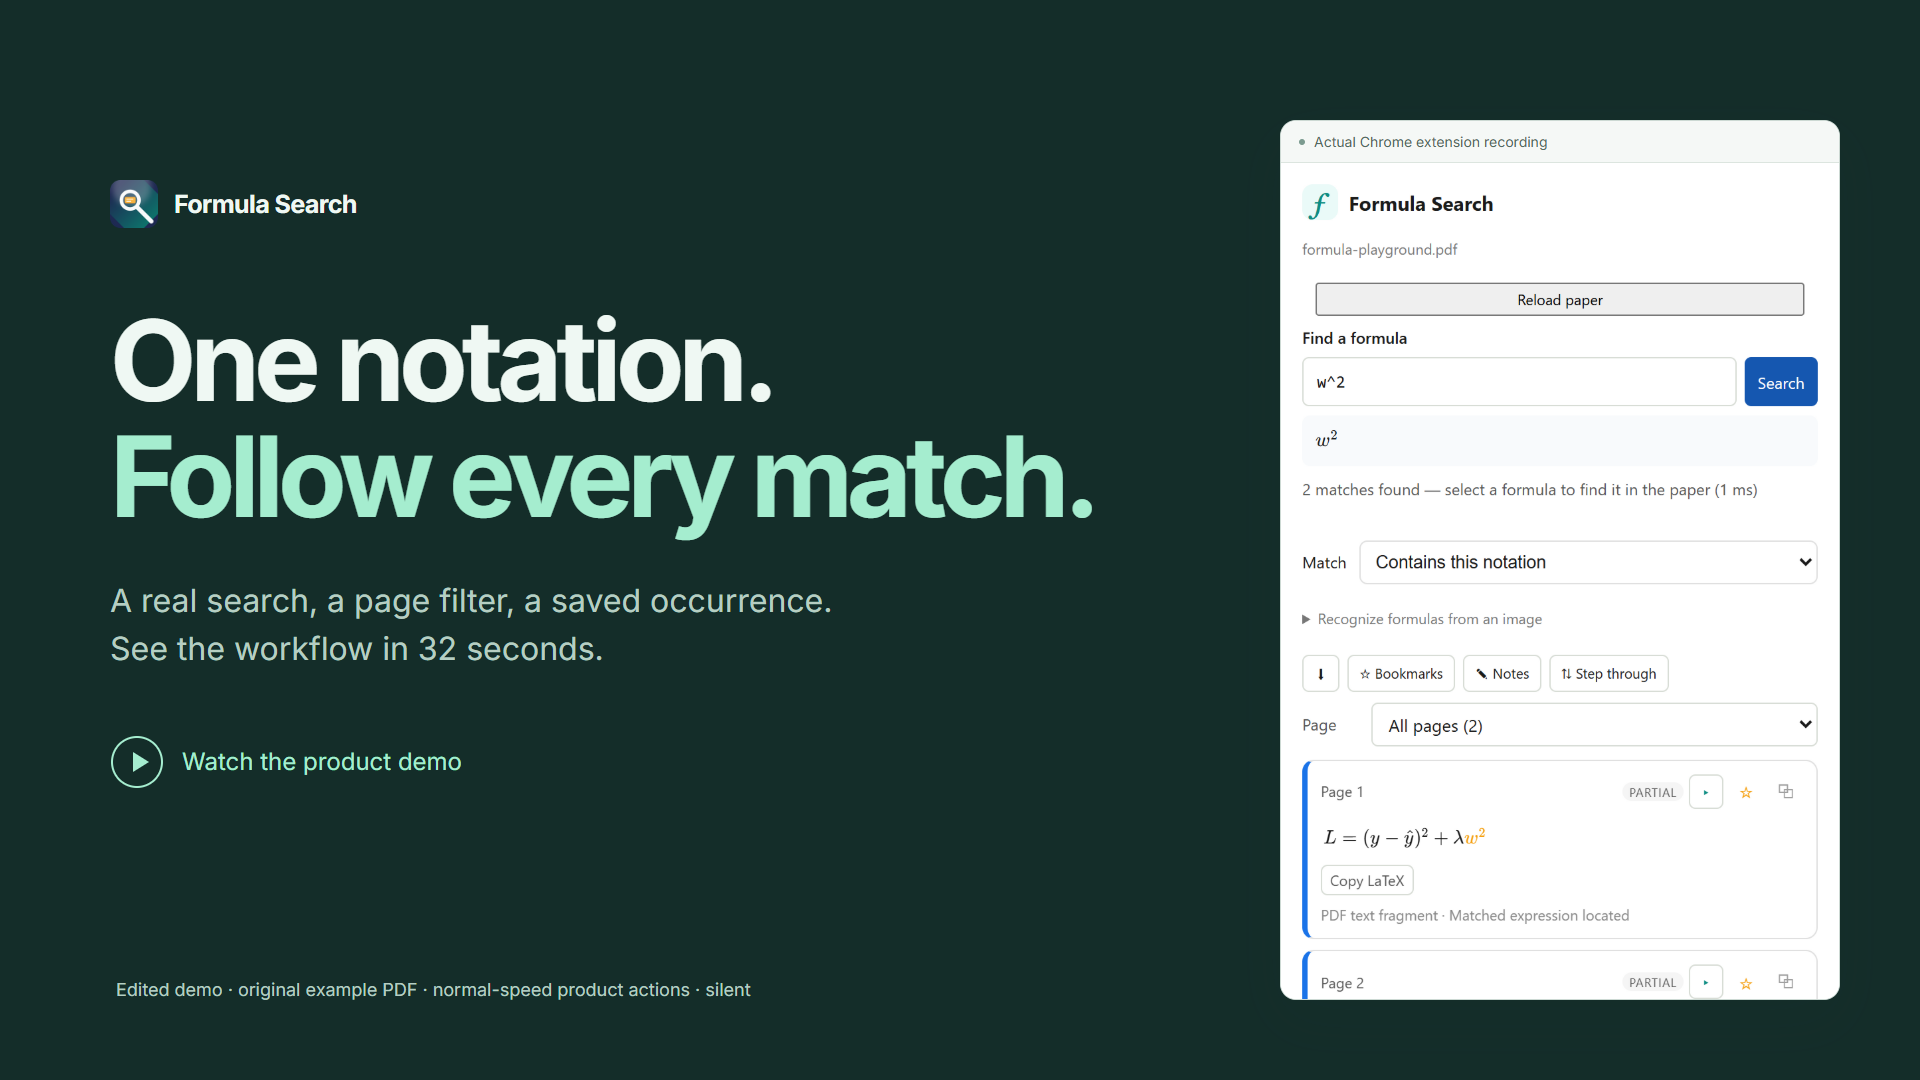 Formula Search
One notation.
Follow every match.
A real search, a page filter, a saved occurrence.
See the workflow in 32 seconds.
Watch the product demo
Edited demo · original example PDF · normal-speed product actions · silent
Actual Chrome extension recording
f Formula Search
formula-playground.pdf
Reload paper
Find a formula
w^2
Search
w²
2 matches found — select a formula to find it in the paper (1 ms)
Match Contains this notation
▶ Recognize formulas from an image
⬇ ☆ Bookmarks ✎ Notes ⇅ Step through
Page All pages (2)
Page 1 PARTIAL ▸ ☆
L = (y − ŷ)² + λw²
Copy LaTeX
PDF text fragment · Matched expression located
Page 2 PARTIAL ▸ ☆